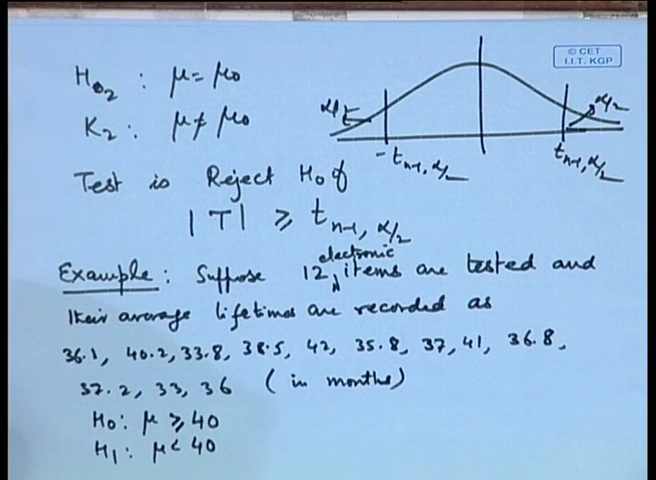 © CET
I.I.T. KGP
H₀₂ : μ = μ₀
K₂ : μ ≠ μ₀
α/2
α/2
- t n-1, α/2
t n-1, α/2
Test is Reject H₀ if
|T| ≥ t n-1, α/2
electronic
Example : Suppose 12 items are tested and
their average lifetimes are recorded as
36.1, 40.2, 33.8, 38.5, 42, 35.8, 37, 41, 36.8,
37.2, 33, 36 (in months)
H₀: μ ≥ 40
H₁: μ < 40